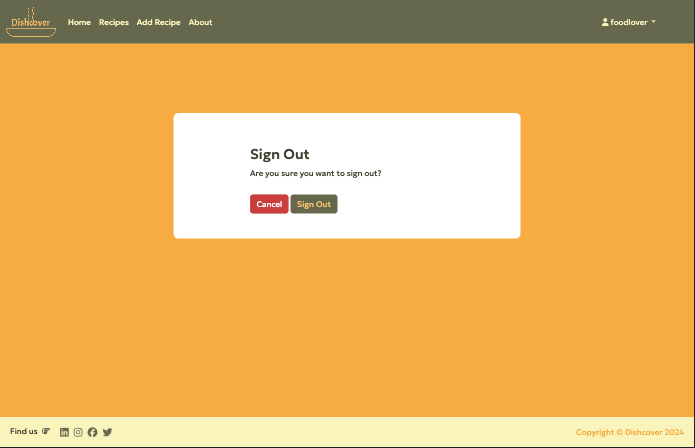 Dishcover
Home Recipes Add Recipe About
foodlover
Sign Out
Are you sure you want to sign out?
Cancel Sign Out
Find us
Copyright © Dishcover 2024